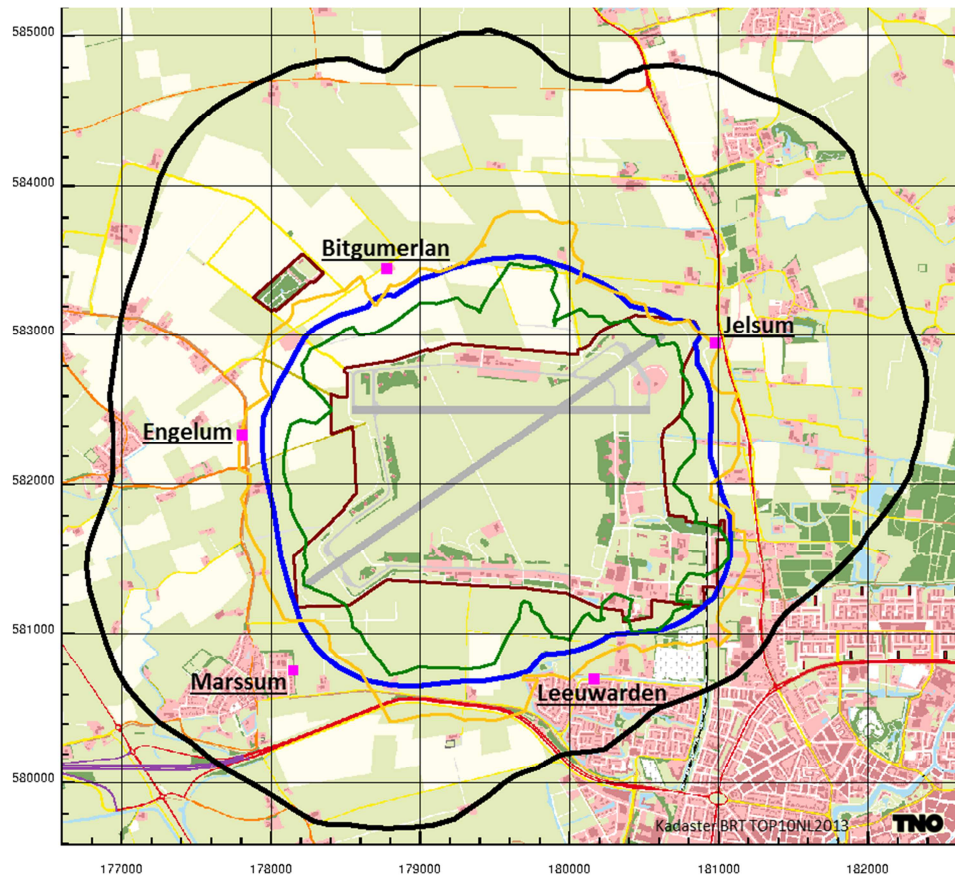 585000
584000
Bitgumerlan
583000
Jelsum
Engelum
582000
581000
Marssum
Leeuwarden
580000
Kadaster BRT TOP10NL2013
TNO
177000
178000
179000
180000
181000
182000